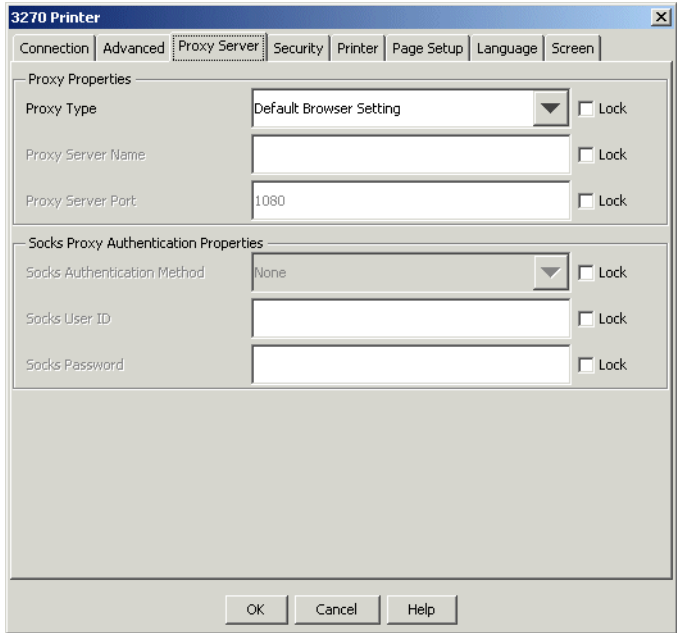 3270 Printer
Connection Advanced Proxy Server Security Printer Page Setup Language Screen
Proxy Properties
Proxy Type Default Browser Setting Lock
Proxy Server Name Lock
Proxy Server Port 1080 Lock
Socks Proxy Authentication Properties
Socks Authentication Method None Lock
Socks User ID Lock
Socks Password Lock
OK Cancel Help